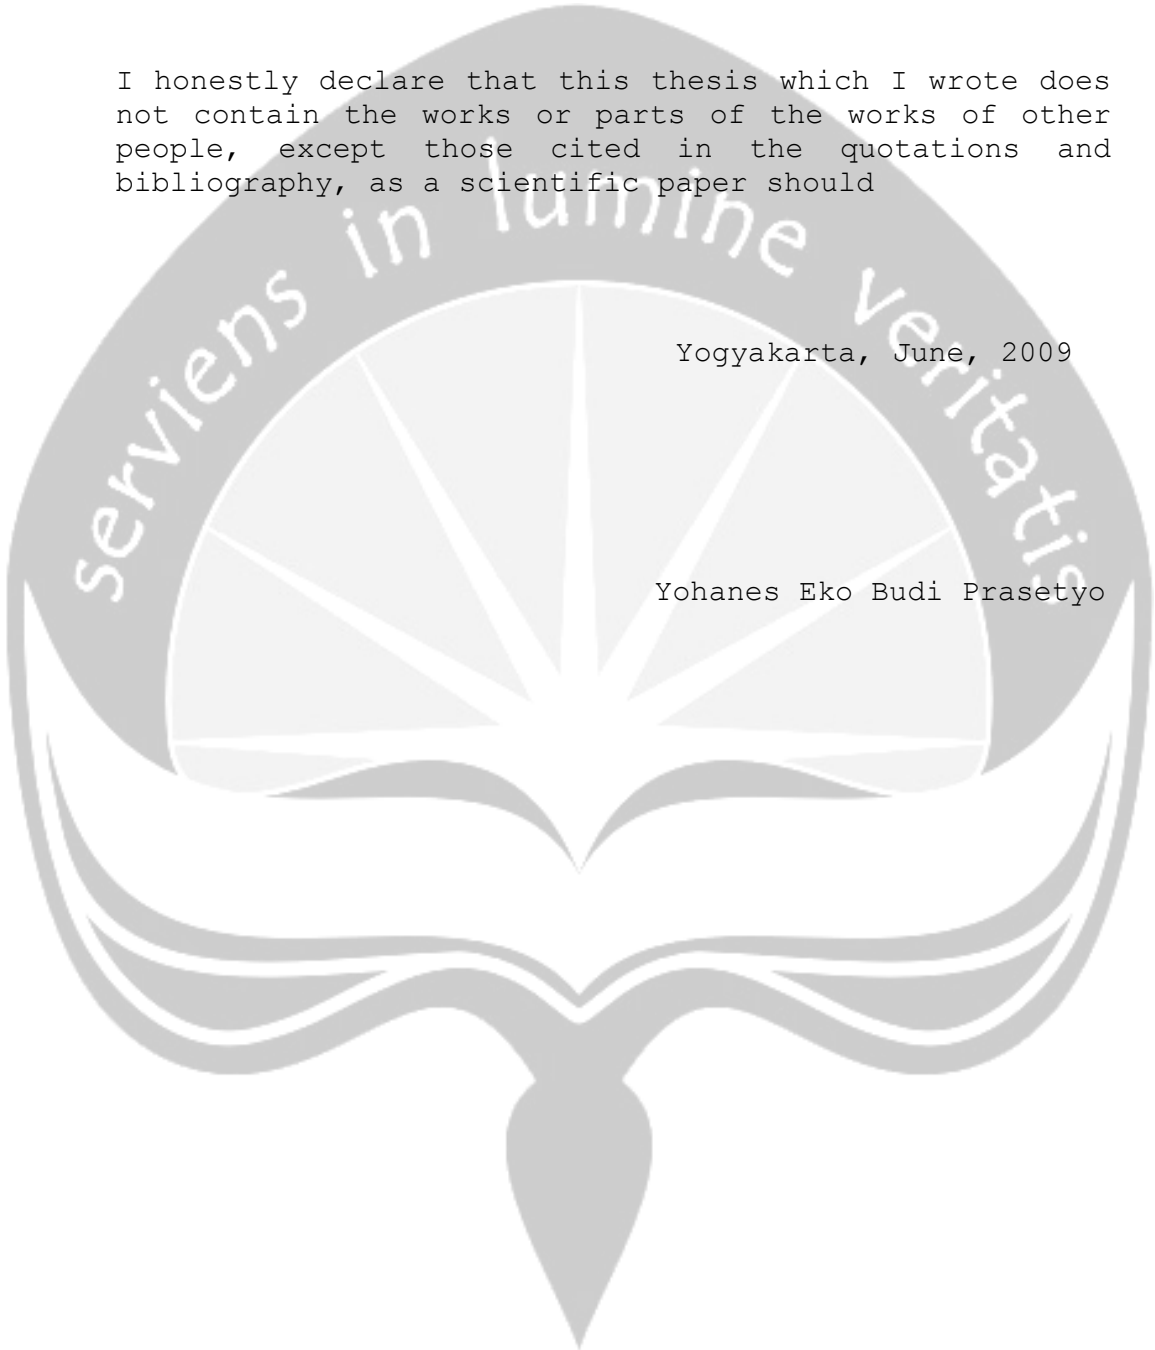 I honestly declare that this thesis which I wrote does
not contain the works or parts of the works of other
people, except those cited in the quotations and
bibliography, as a scientific paper should
serviens in lumine veritatis
Yogyakarta, June, 2009
Yohanes Eko Budi Prasetyo